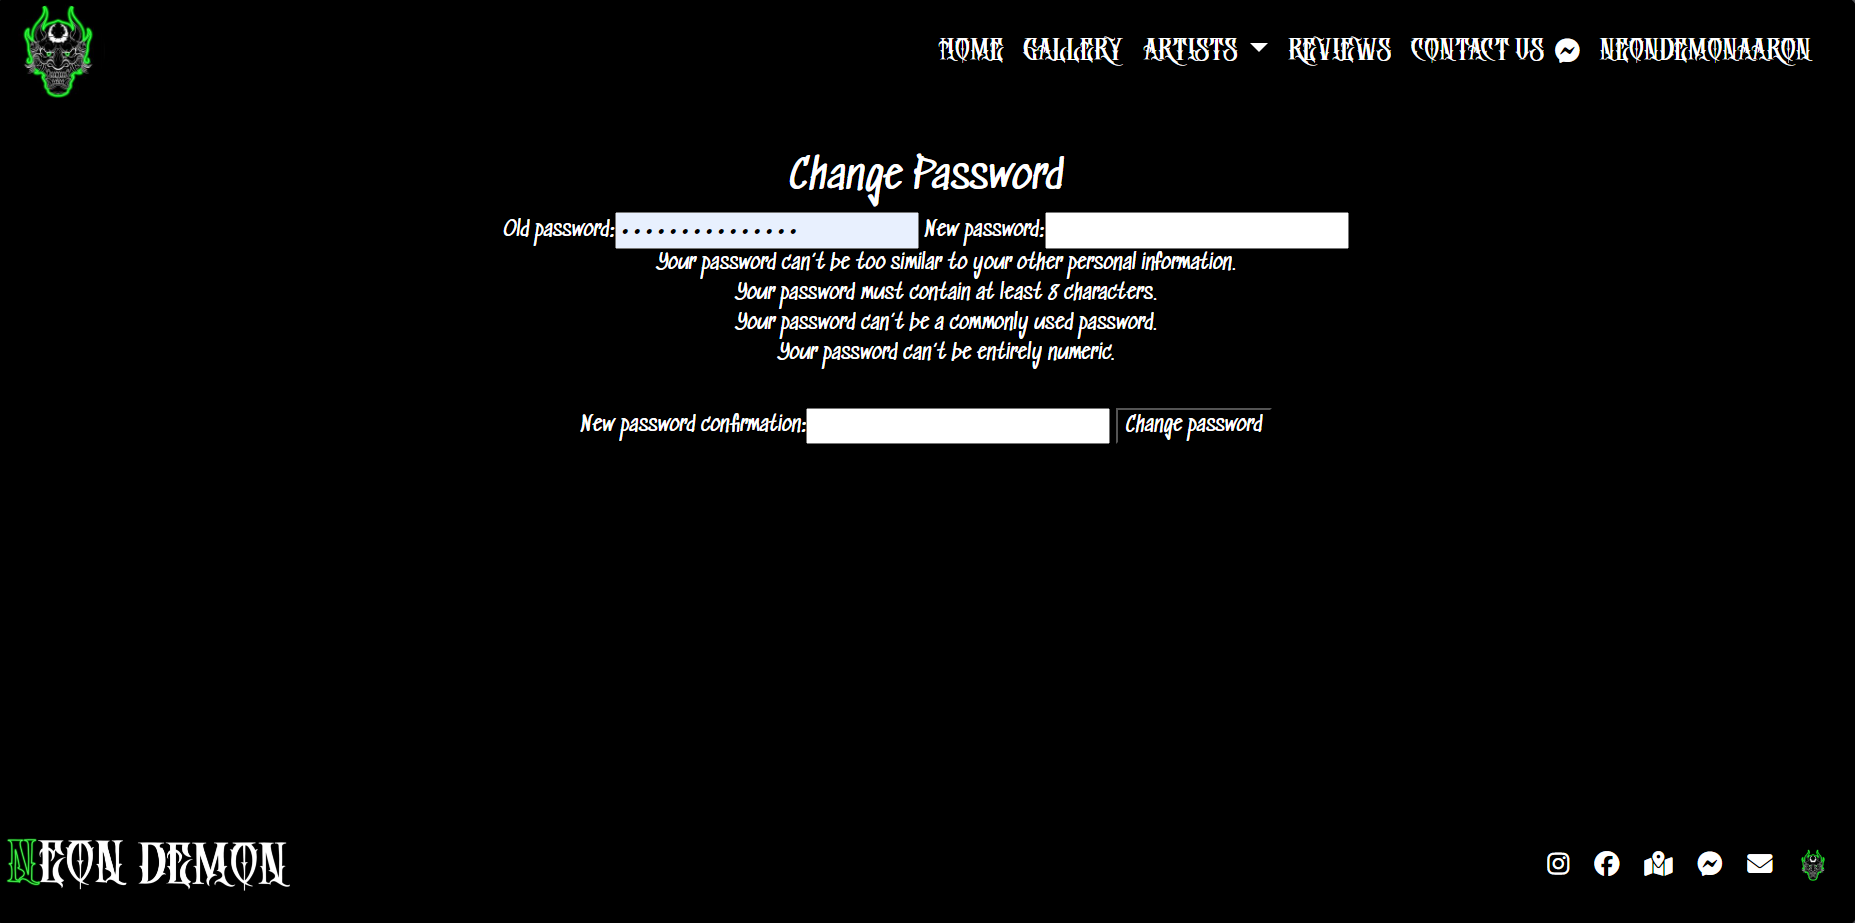 HOME GALLERY ARTISTS REVIEWS CONTACT US NEONDEMONAARON
Change Password
Old password: ............... New password:
Your password can't be too similar to your other personal information.
Your password must contain at least 8 characters.
Your password can't be a commonly used password.
Your password can't be entirely numeric.
New password confirmation: Change password
NEON DEMON